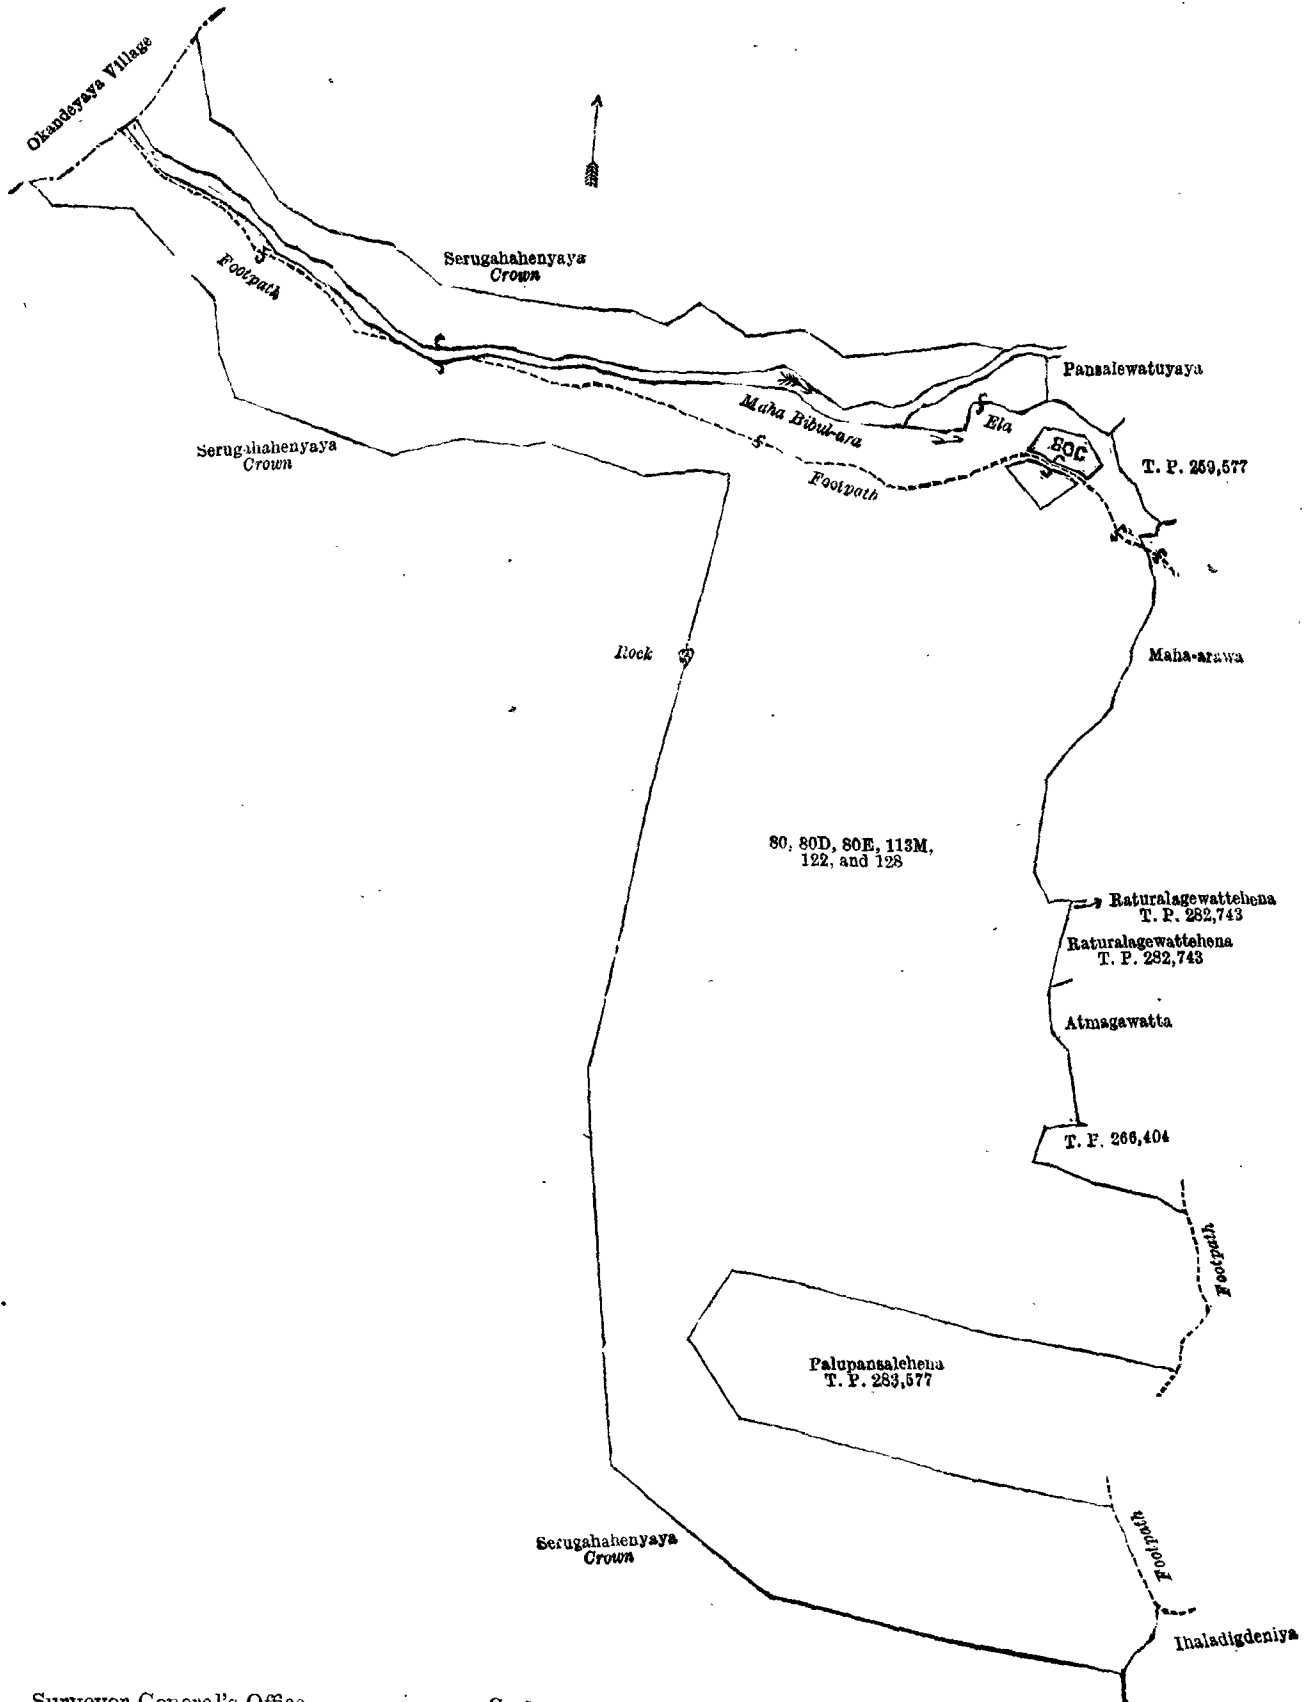 Okandeyaya Village
Serugahahenyaya
Crown
Footpath
Pansalewatuyaya
Maha Bibul-ara
Ela
80C
T. P. 259,577
Serugahahenyaya
Crown
Footpath
Rock
Maha-arawa
80, 80D, 80E, 113M,
122, and 128
Raturalagewattehena
T. P. 282,743
Raturalagewattehena
T. P. 282,743
Atmagawatta
T. P. 266,404
Footpath
Palupansalehena
T. P. 283,577
Footpath
Serugahahenyaya
Crown
Ihaladigdeniya
Surveyor General's Office